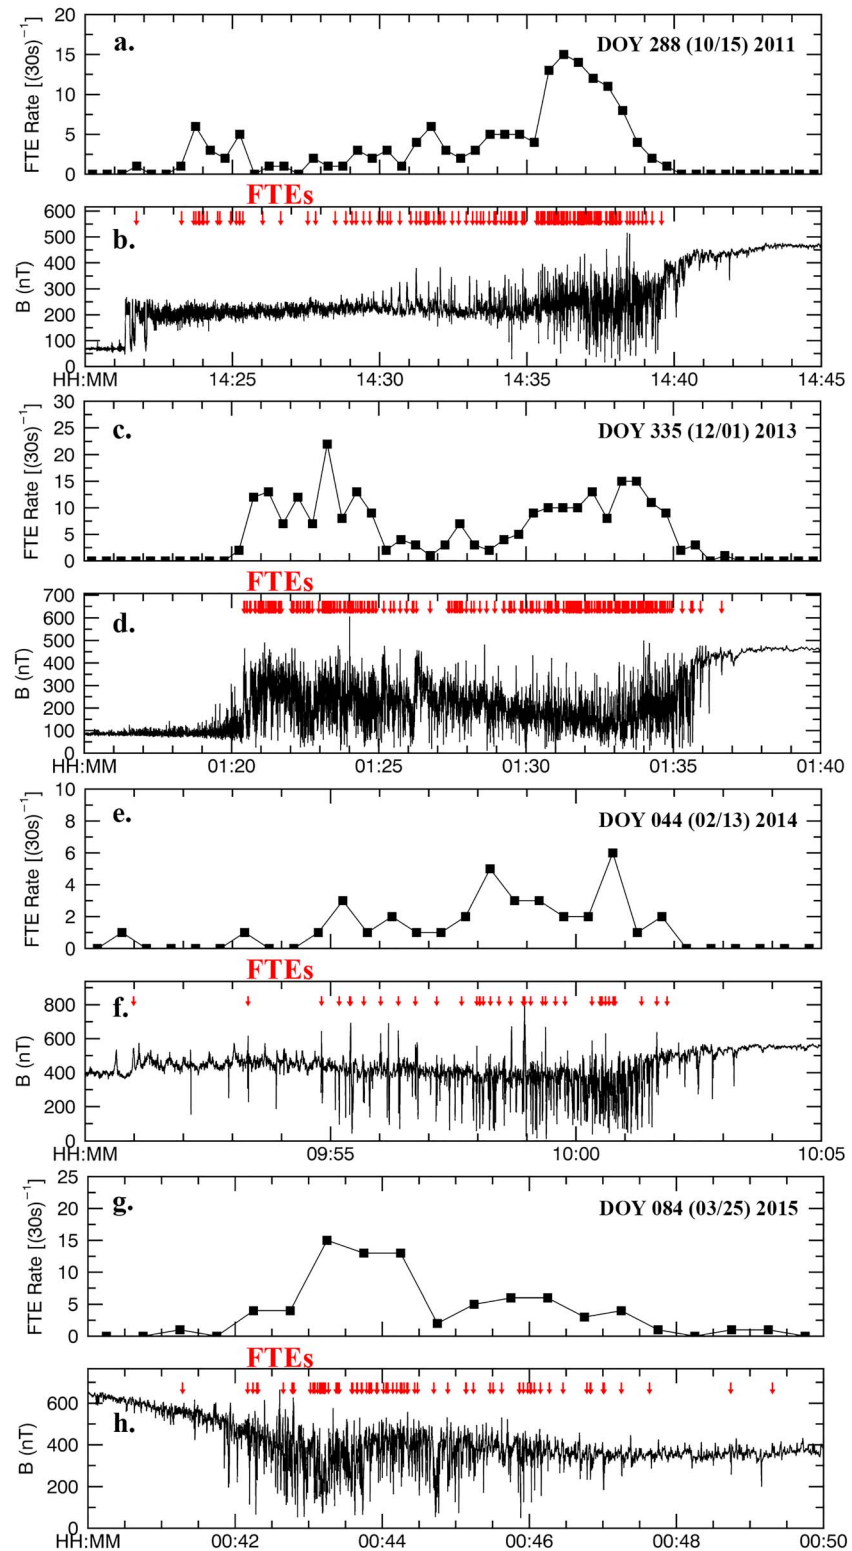 20
15
10
5
0
FTE Rate [(30s)⁻¹]
a.
DOY 288 (10/15) 2011
FTEs
600
500
400
300
200
100
0
B (nT)
b.
HH:MM 14:25 14:30 14:35 14:40 14:45
30
25
20
15
10
5
0
FTE Rate [(30s)⁻¹]
c.
DOY 335 (12/01) 2013
FTEs
700
600
500
400
300
200
100
0
B (nT)
d.
HH:MM 01:20 01:25 01:30 01:35 01:40
10
8
6
4
2
0
FTE Rate [(30s)⁻¹]
e.
DOY 044 (02/13) 2014
FTEs
800
600
400
200
0
B (nT)
f.
HH:MM 09:55 10:00 10:05
25
20
15
10
5
0
FTE Rate [(30s)⁻¹]
g.
DOY 084 (03/25) 2015
FTEs
600
400
200
0
B (nT)
h.
HH:MM 00:42 00:44 00:46 00:48 00:50